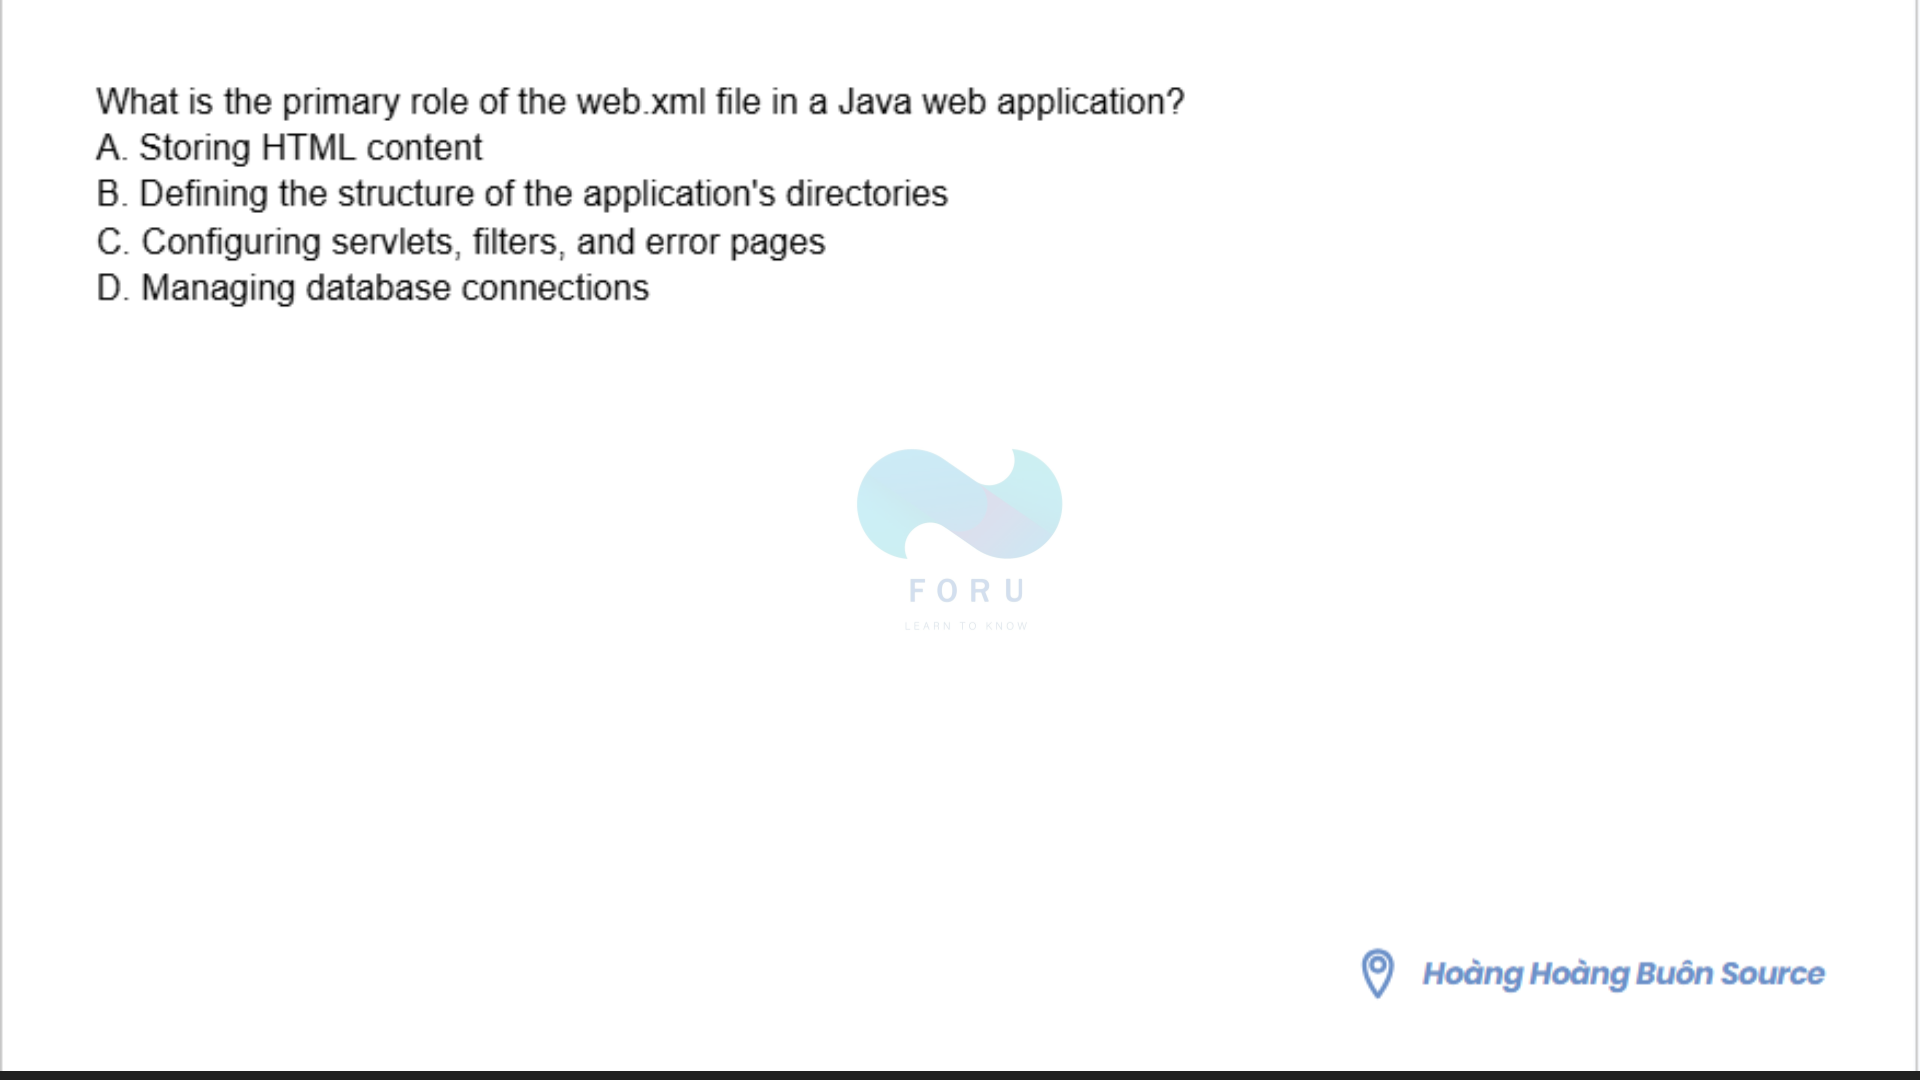 What is the primary role of the web.xml file in a Java web application?
A. Storing HTML content
B. Defining the structure of the application's directories
C. Configuring servlets, filters, and error pages
D. Managing database connections
FORU
LEARN TO KNOW
Hoàng Hoàng Buôn Source